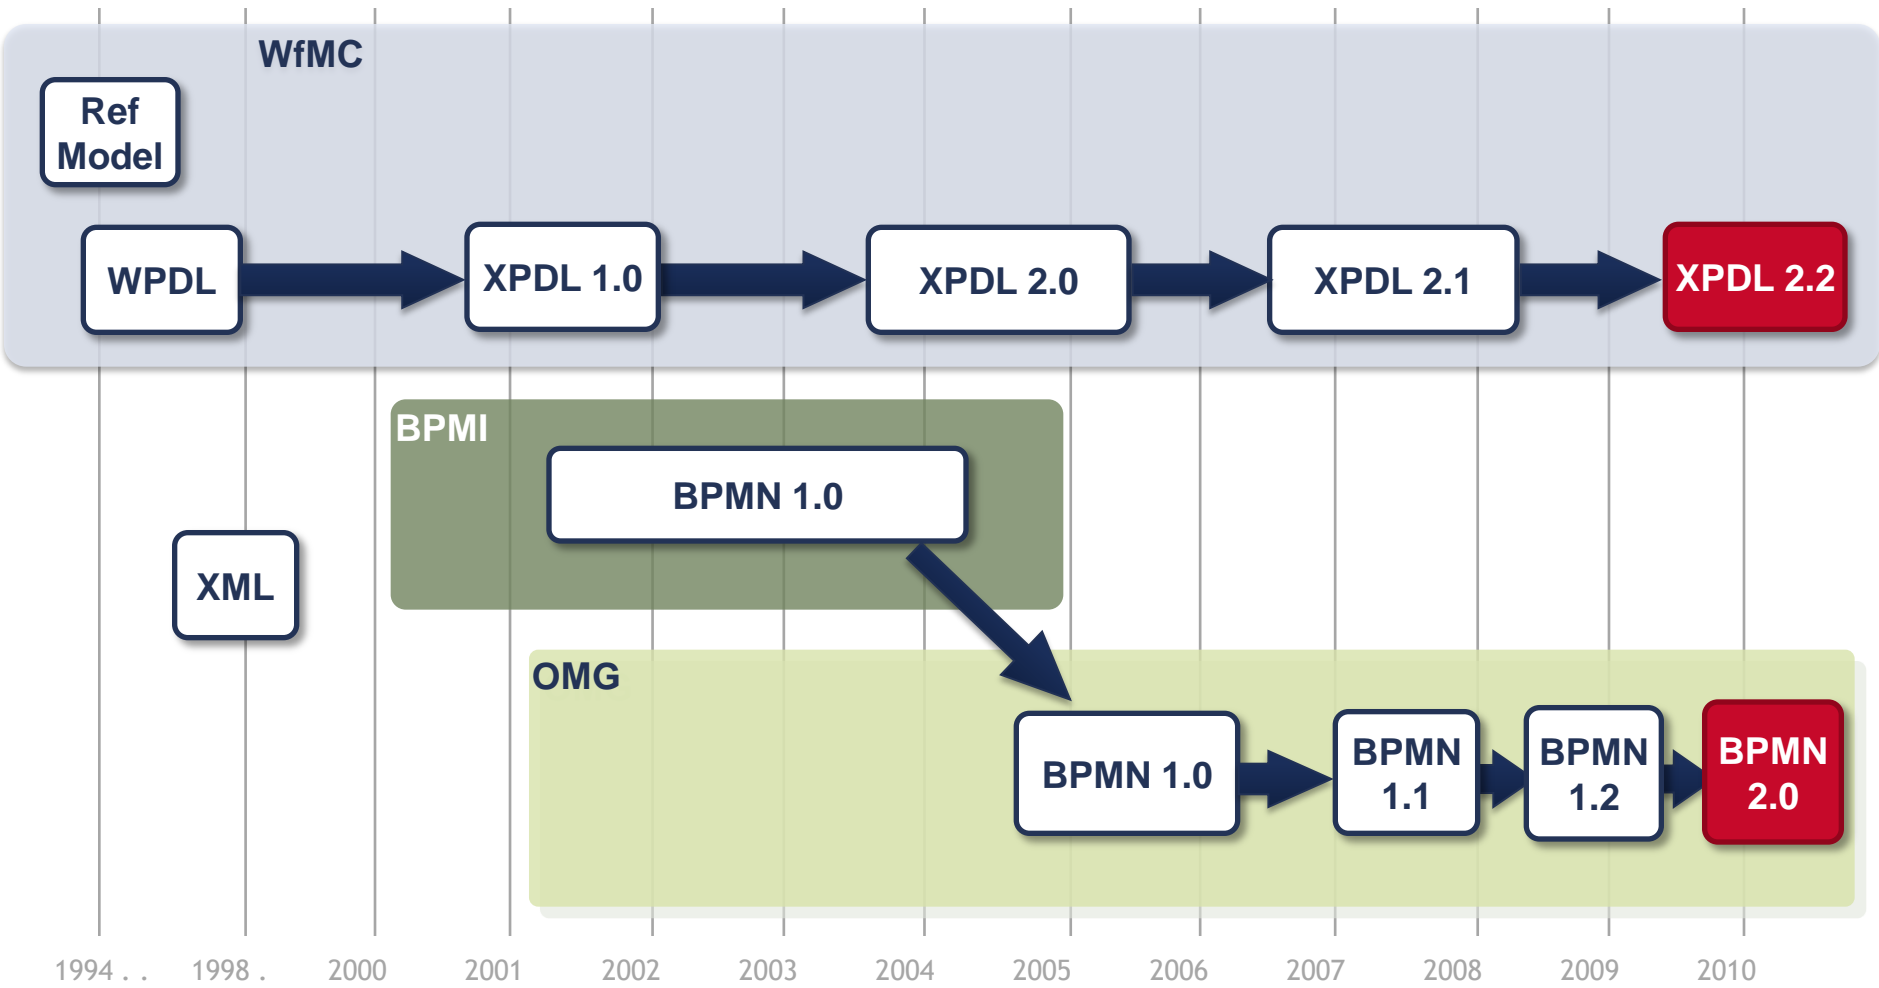 WfMC
Ref
Model
WPDL
XPDL 1.0
XPDL 2.0
XPDL 2.1
XPDL 2.2
BPMI
BPMN 1.0
XML
OMG
BPMN 1.0
BPMN
1.1
BPMN
1.2
BPMN
2.0
1994 . . 1998 . 2000 2001 2002 2003 2004 2005 2006 2007 2008 2009 2010